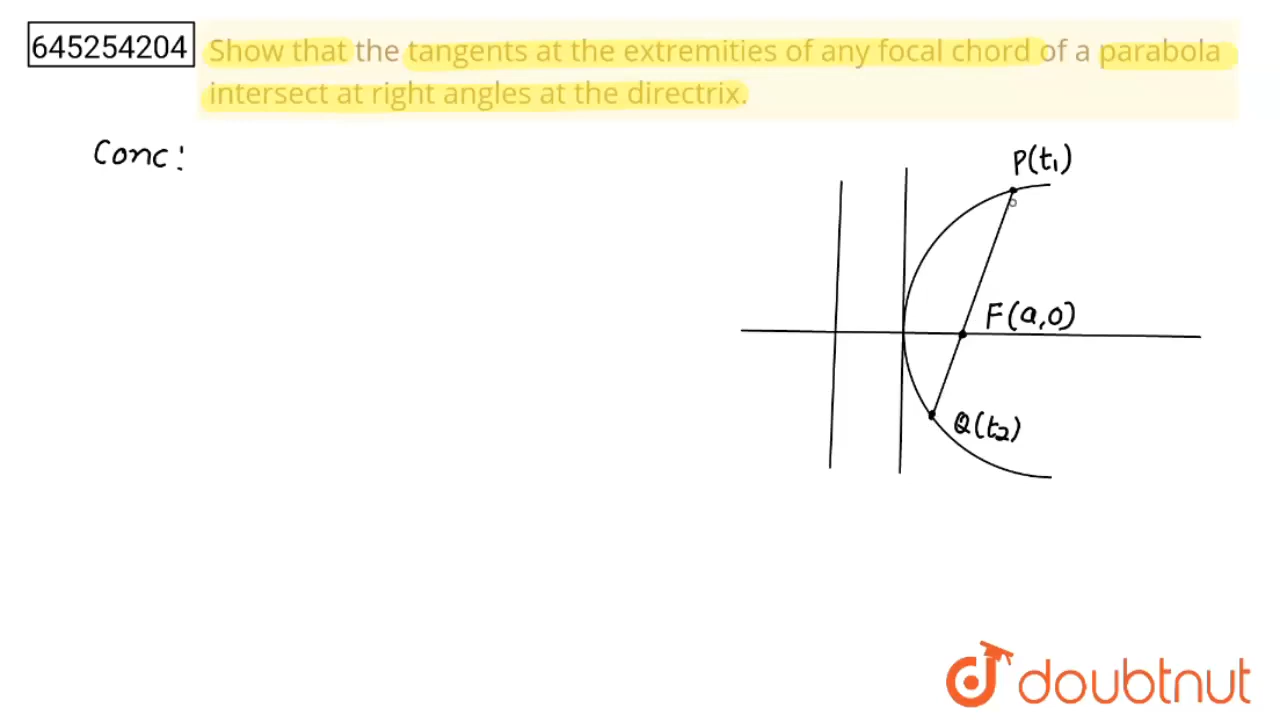 645254204
Show that the tangents at the extremities of any focal chord of a parabola
intersect at right angles at the directrix.
Conc:
P(t₁)
F(a,0)
Q(t₂)
doubtnut